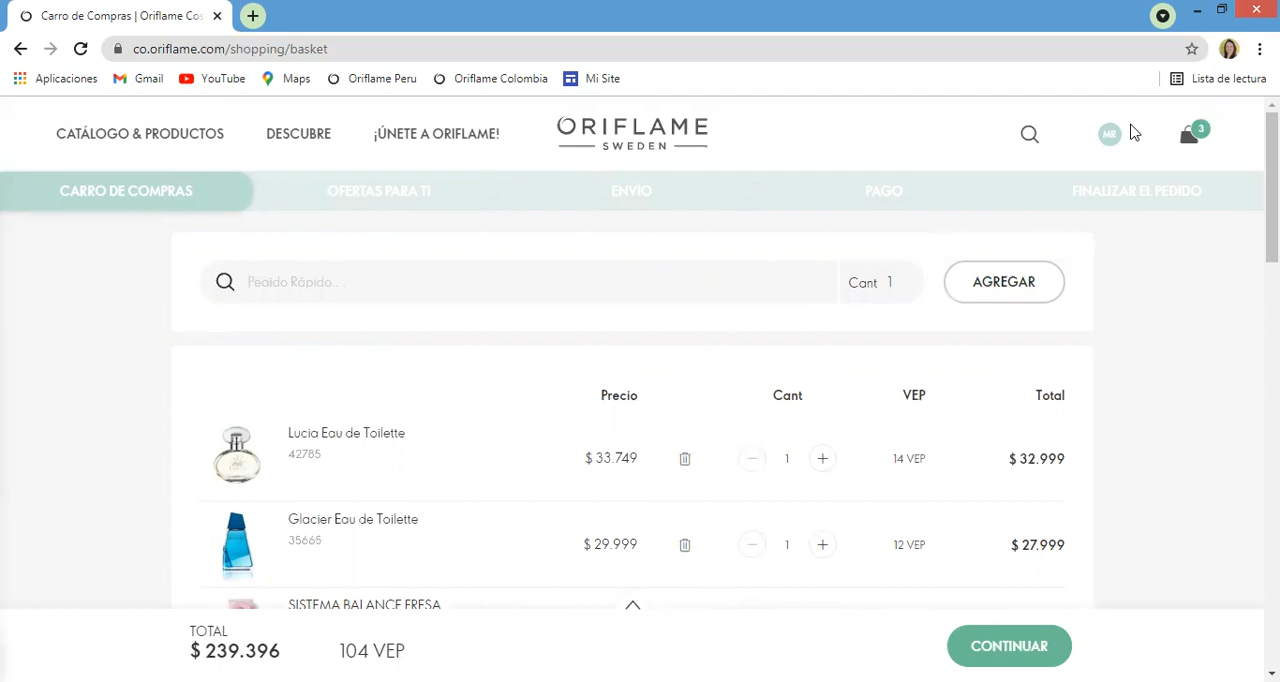 Carro de Compras | Oriflame Cos
co.oriflame.com/shopping/basket
Aplicaciones Gmail YouTube Maps Oriflame Peru Oriflame Colombia Mi Site Lista de lectura
CATÁLOGO & PRODUCTOS DESCUBRE ¡ÚNETE A ORIFLAME! ORIFLAME MR 3
SWEDEN
CARRO DE COMPRAS OFERTAS PARA TI ENVÍO PAGO FINALIZAR EL PEDIDO
Pedido Rápido... Cant 1 AGREGAR
Precio Cant VEP Total
Lucia Eau de Toilette
42785
$ 33.749 1 14 VEP $ 32.999
Glacier Eau de Toilette
35665
$ 29.999 1 12 VEP $ 27.999
SISTEMA BALANCE FRESA
TOTAL
$ 239.396 104 VEP CONTINUAR